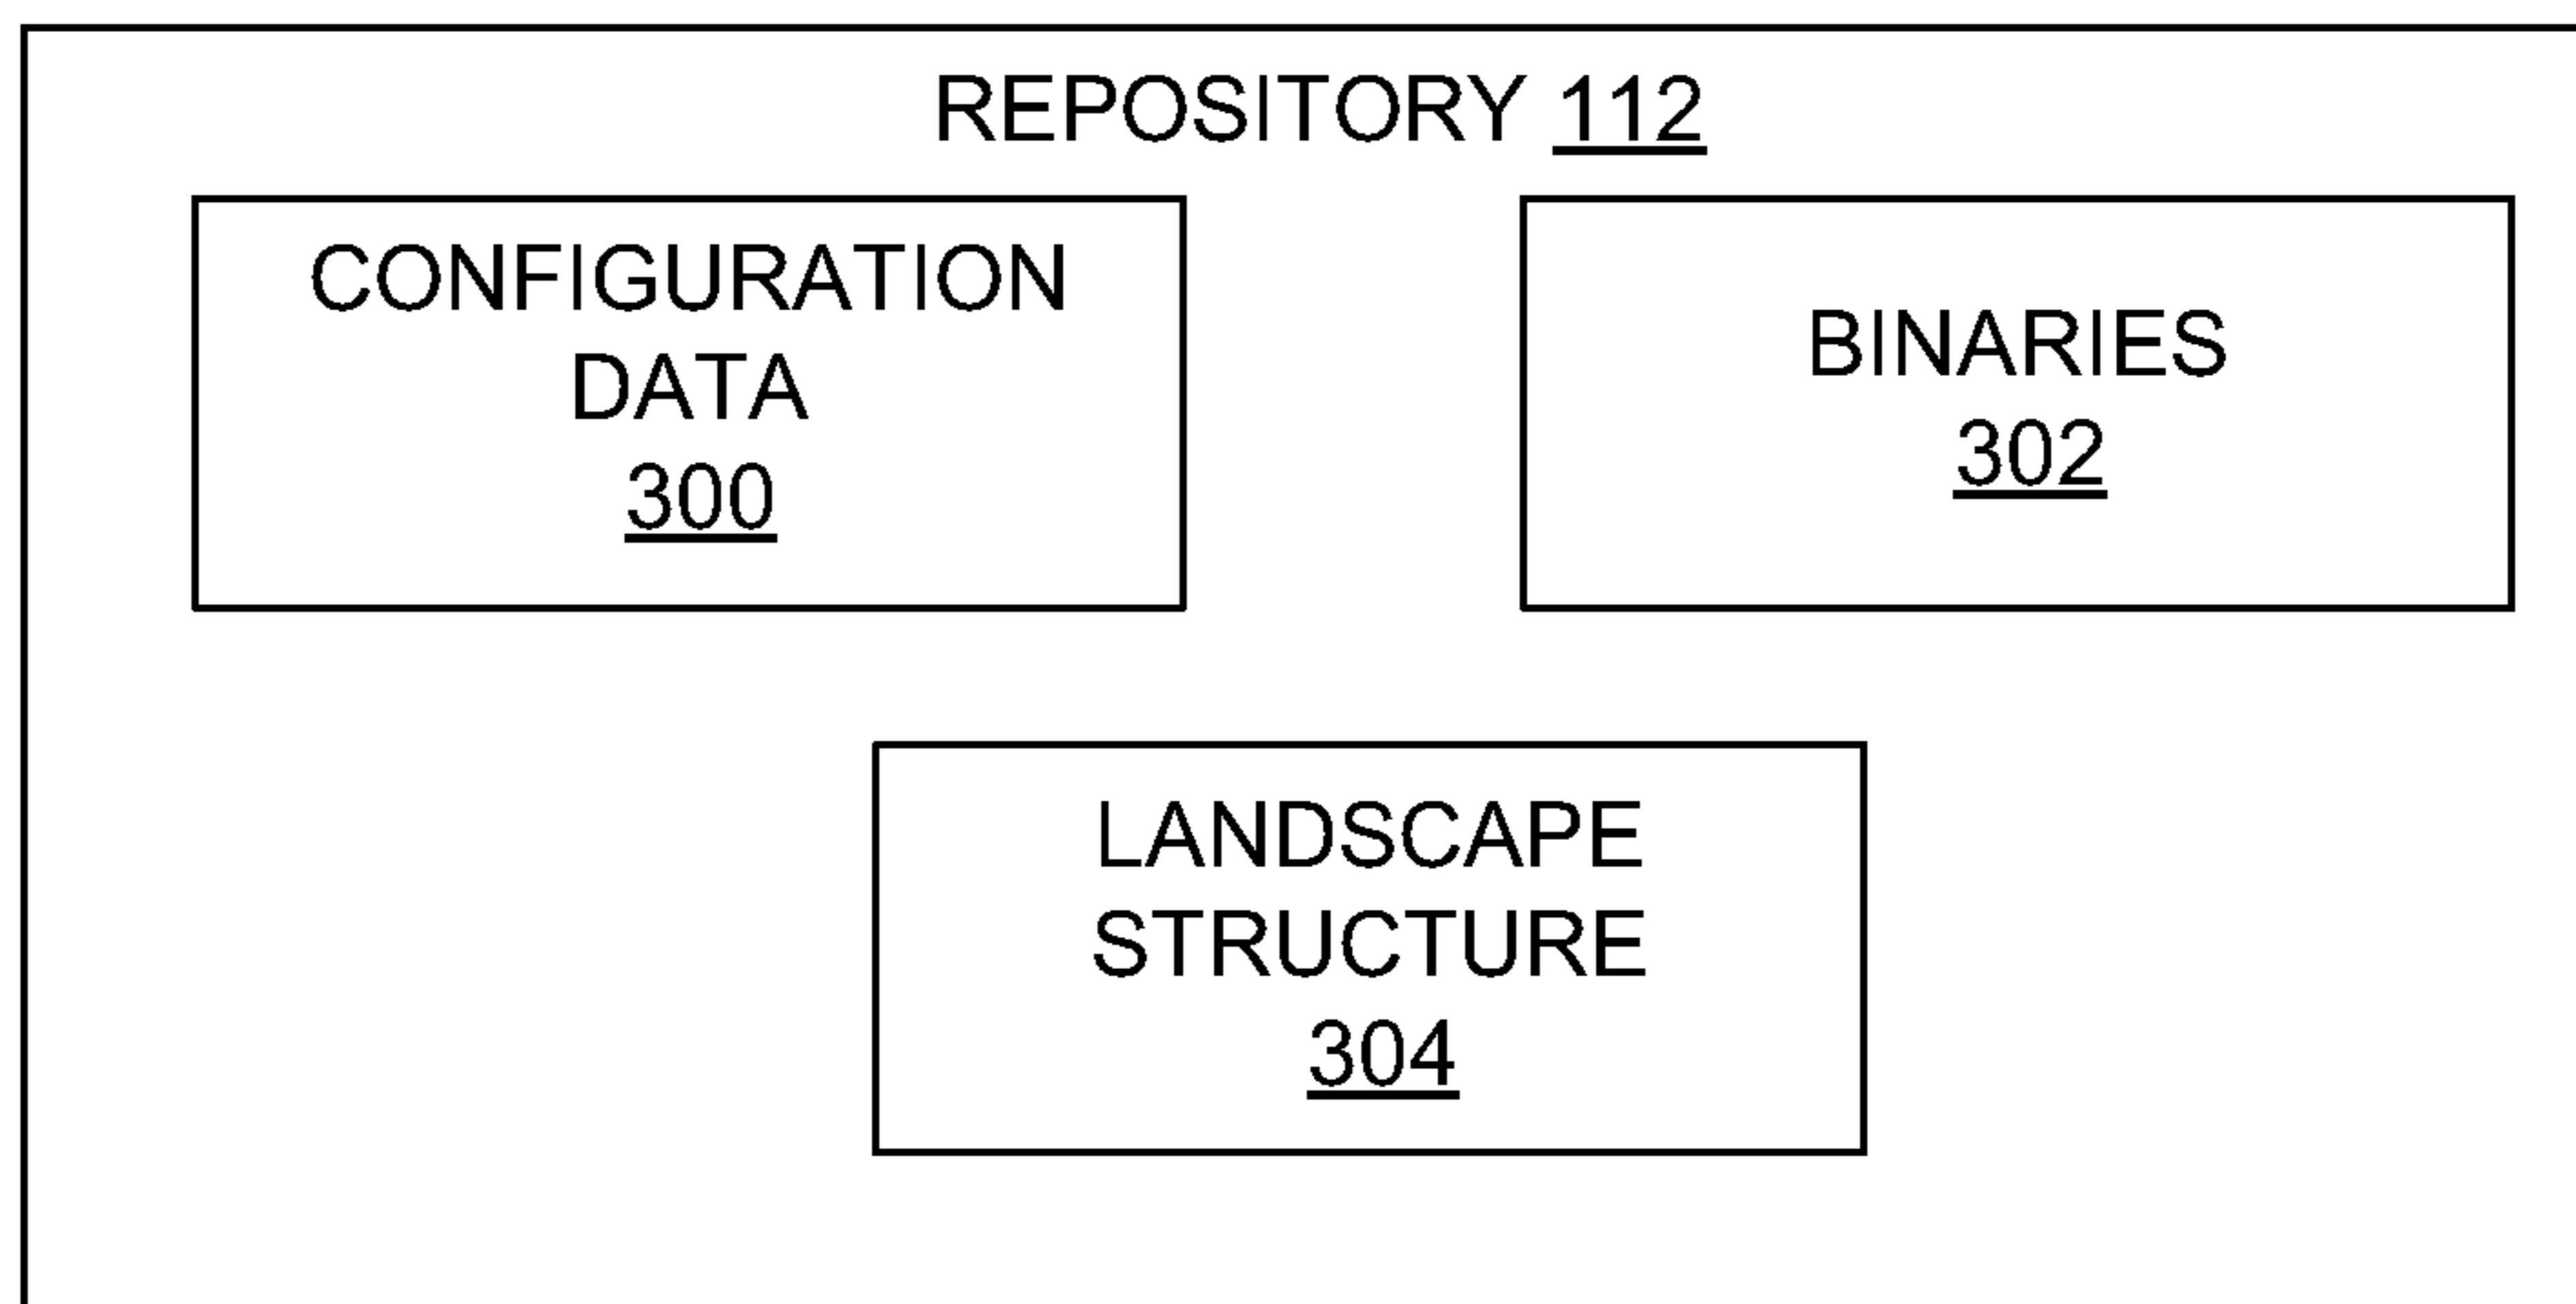 REPOSITORY 112
CONFIGURATION
DATA
300
BINARIES
302
LANDSCAPE
STRUCTURE
304